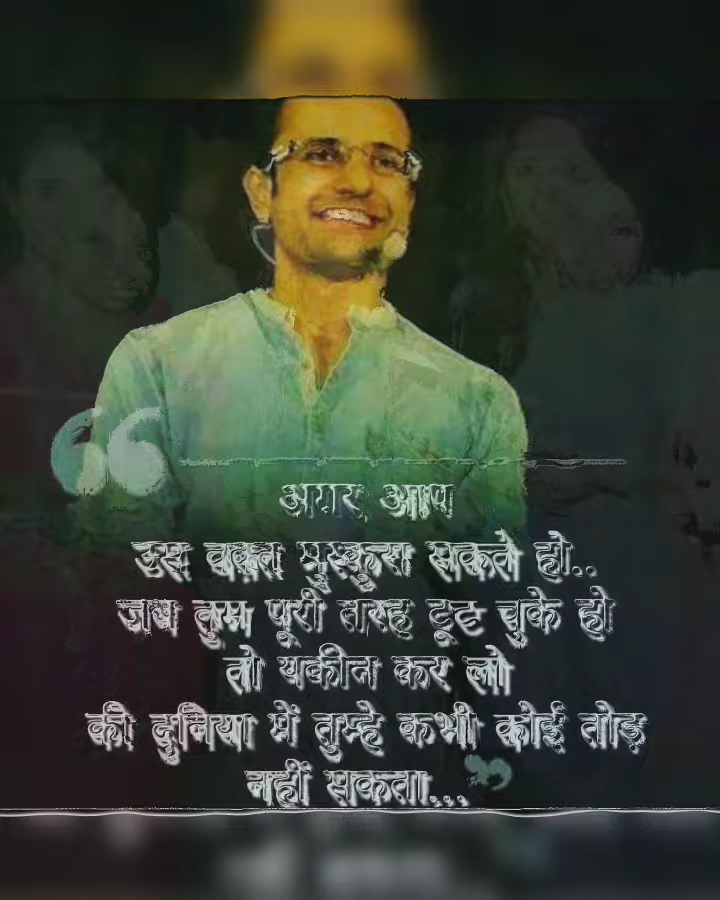 अगर आप
उस वक़्त मुस्कुरा सकते हो..
जब तुम पूरी तरह टूट चुके हो
तो यकीन कर लो
की दुनिया में तुम्हे कभी कोई तोड़
नहीं सकता...